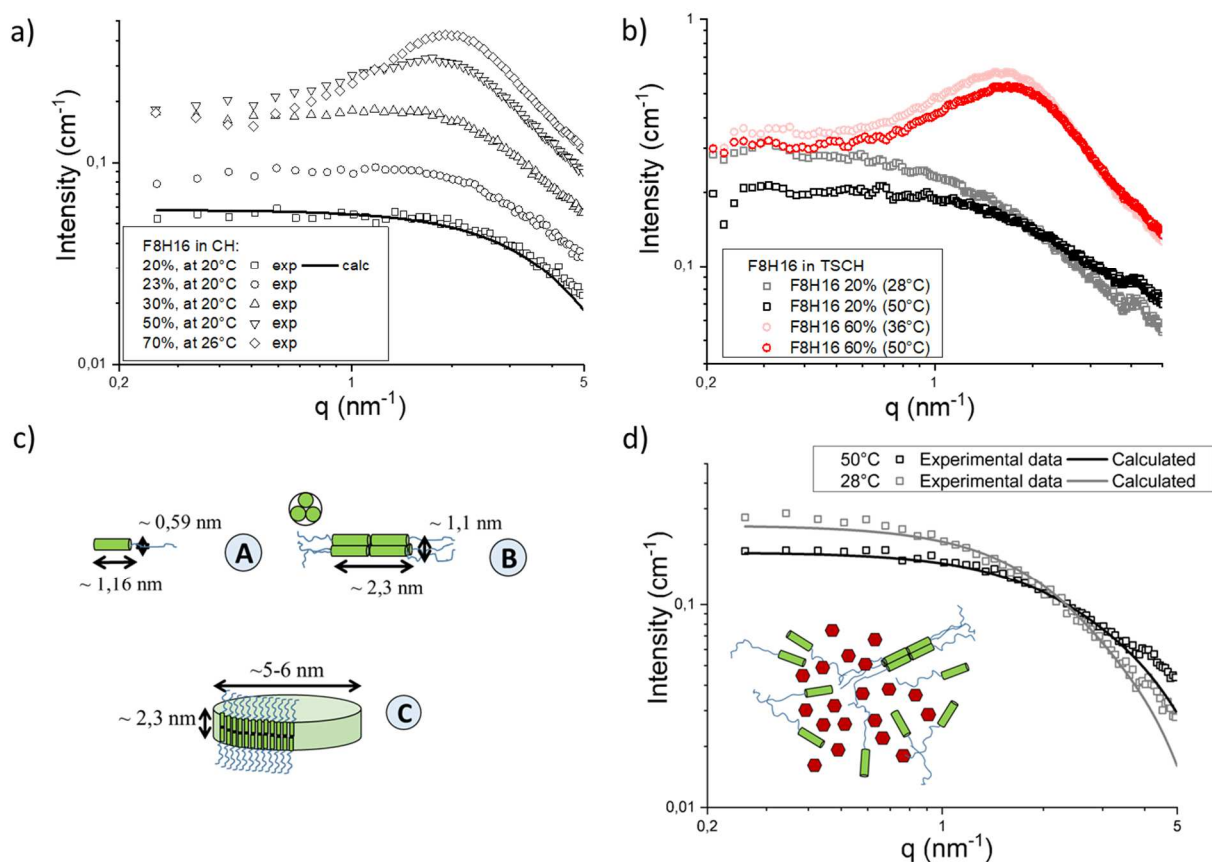 a)
Intensity (cm-1)
0,1
0,01
F8H16 in CH:
20%, at 20°C exp calc
23%, at 20°C exp
30%, at 20°C exp
50%, at 20°C exp
70%, at 26°C exp
0,2 1 5
q (nm-1)
b)
Intensity (cm-1)
1
0,1
F8H16 in TSCH
F8H16 20% (28°C)
F8H16 20% (50°C)
F8H16 60% (36°C)
F8H16 60% (50°C)
0,2 1
q (nm-1)
c)
~ 0,59 nm
~ 1,16 nm
A
~ 1,1 nm
~ 2,3 nm
B
~5-6 nm
~ 2,3 nm
C
d)
50°C Experimental data Calculated
28°C Experimental data Calculated
Intensity (cm-1)
0,1
0,01
0,2 1 5
q (nm-1)